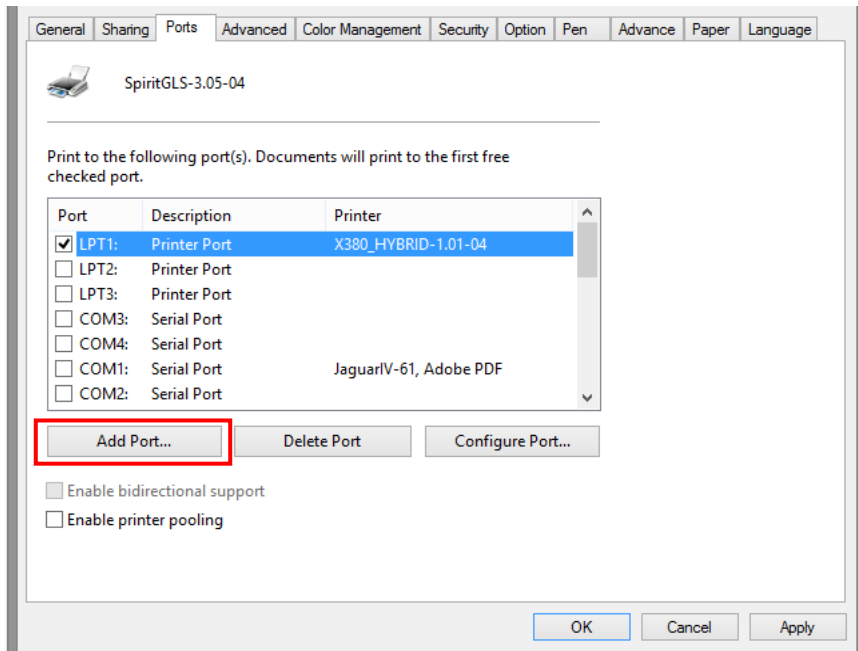 General Sharing Ports Advanced Color Management Security Option Pen Advance Paper Language
SpiritGLS-3.05-04
Print to the following port(s). Documents will print to the first free
checked port.
Port Description Printer
LPT1: Printer Port X380_HYBRID-1.01-04
LPT2: Printer Port
LPT3: Printer Port
COM3: Serial Port
COM4: Serial Port
COM1: Serial Port JaguarIV-61, Adobe PDF
COM2: Serial Port
Add Port... Delete Port Configure Port...
Enable bidirectional support
Enable printer pooling
OK Cancel Apply